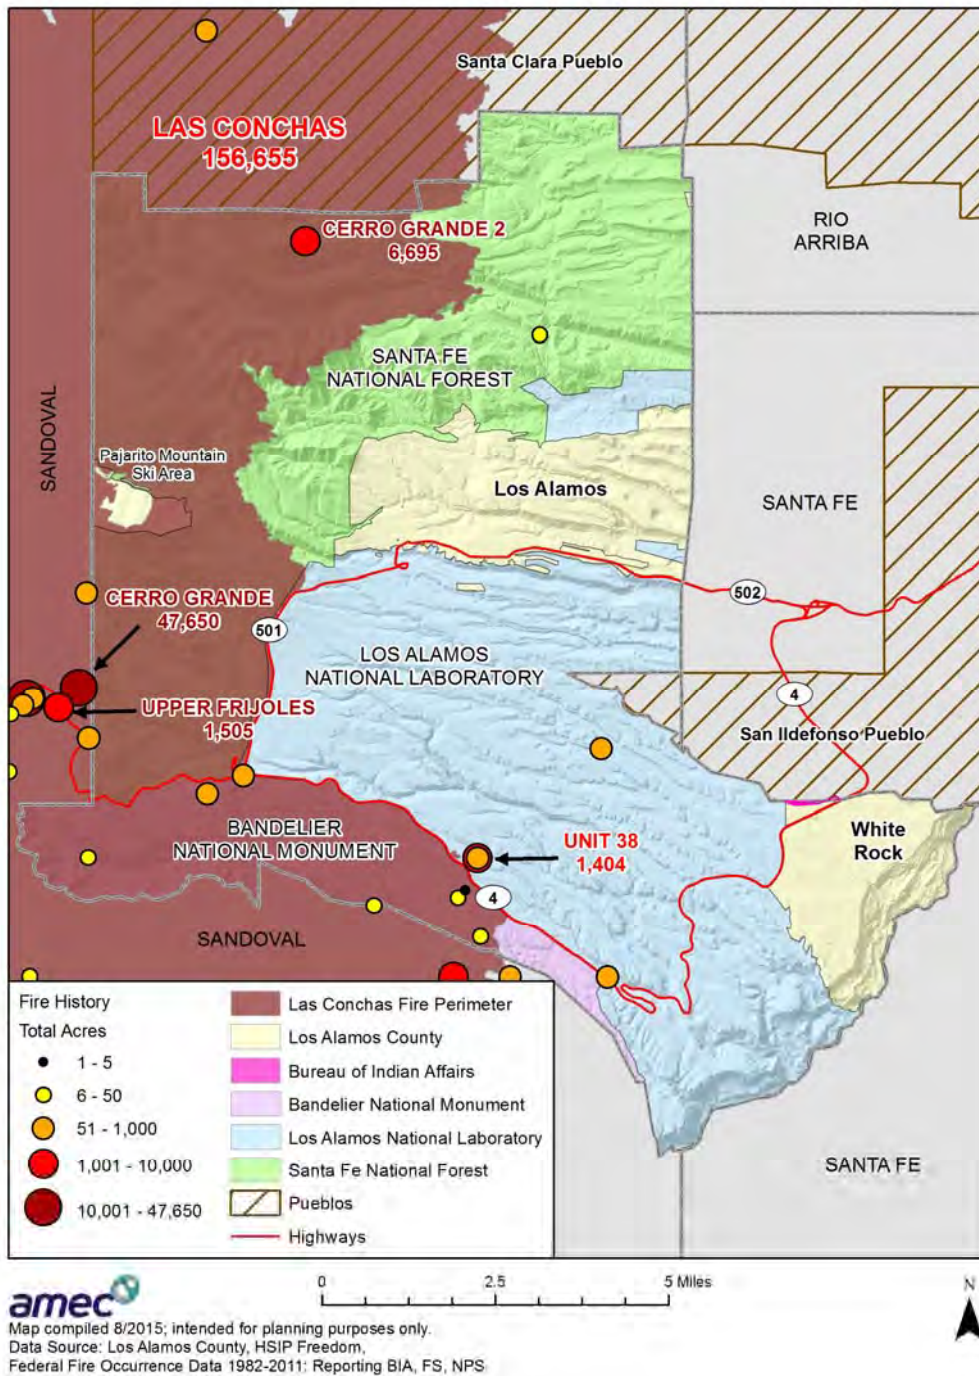 Santa Clara Pueblo
LAS CONCHAS
156,655
RIO
ARRIBA
CERRO GRANDE 2
6,695
SANTA FE
NATIONAL FOREST
SANDOVAL
Pajarito Mountain
Ski Area
Los Alamos
SANTA FE
CERRO GRANDE
47,650
502
501
LOS ALAMOS
NATIONAL LABORATORY
4
UPPER FRIJOLES
1,505
San Ildefonso Pueblo
BANDELIER
NATIONAL MONUMENT
UNIT 38
1,404
White
Rock
4
SANDOVAL
SANTA FE
Fire History
Total Acres
1 - 5
6 - 50
51 - 1,000
1,001 - 10,000
10,001 - 47,650
Las Conchas Fire Perimeter
Los Alamos County
Bureau of Indian Affairs
Bandelier National Monument
Los Alamos National Laboratory
Santa Fe National Forest
Pueblos
Highways
0 2.5 5 Miles
N
amec
Map compiled 8/2015; intended for planning purposes only.
Data Source: Los Alamos County, HSIP Freedom,
Federal Fire Occurrence Data 1982-2011: Reporting BIA, FS, NPS